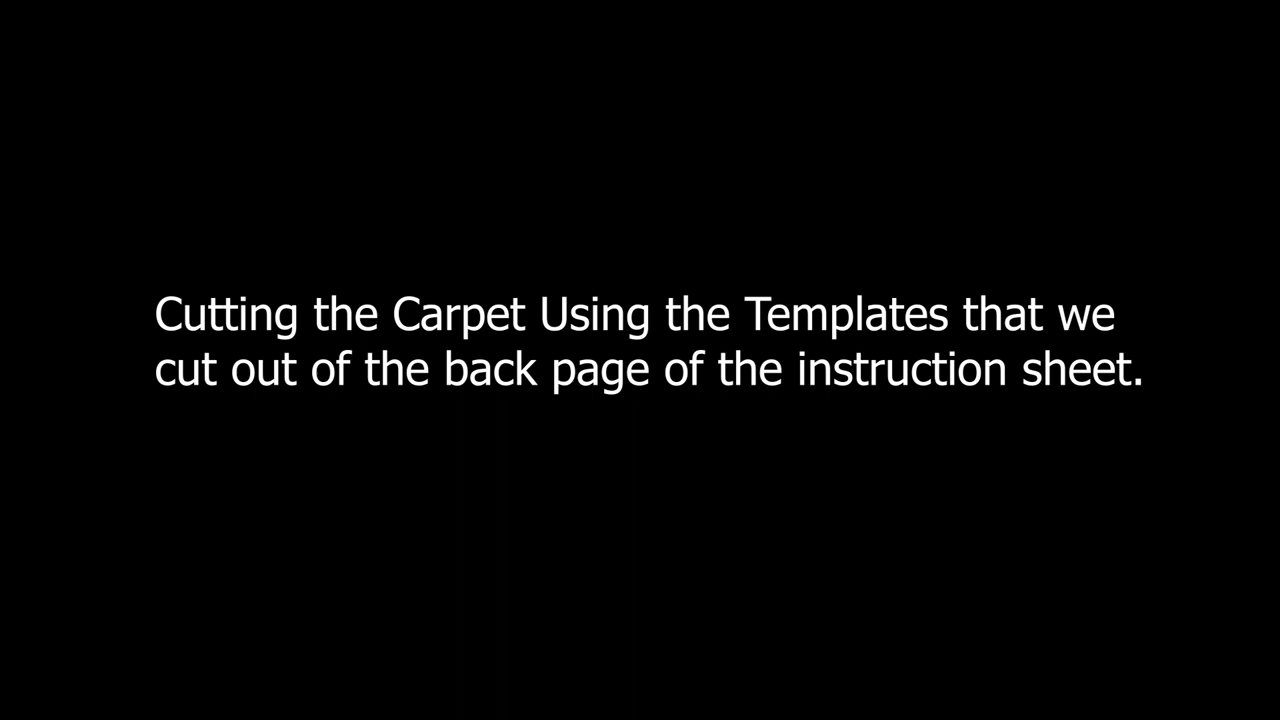 Cutting the Carpet Using the Templates that we
cut out of the back page of the instruction sheet.